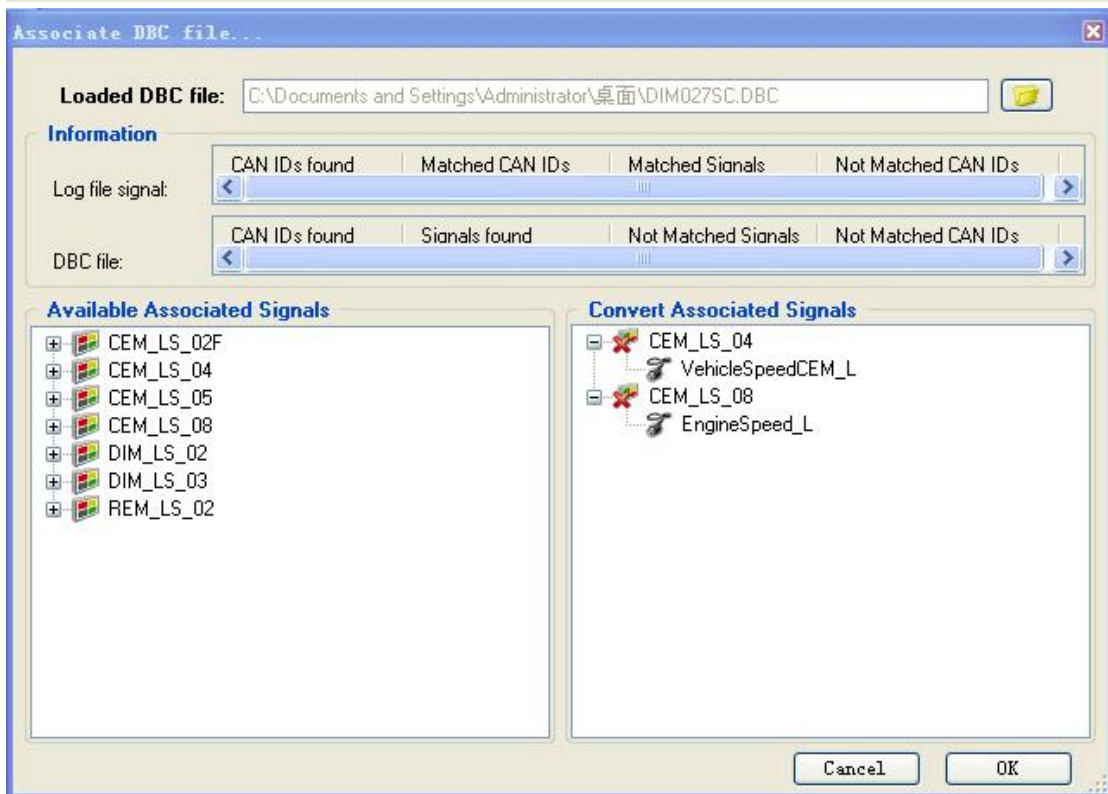 Associate DBC file...
Loaded DBC file: C:\Documents and Settings\Administrator\桌面\DIM027SC.DBC
Information
CAN IDs found Matched CAN IDs Matched Signals Not Matched CAN IDs
Log file signal:
CAN IDs found Signals found Not Matched Signals Not Matched CAN IDs
DBC file:
Available Associated Signals
CEM_LS_02F
CEM_LS_04
CEM_LS_05
CEM_LS_08
DIM_LS_02
DIM_LS_03
REM_LS_02
Convert Associated Signals
CEM_LS_04
VehicleSpeedCEM_L
CEM_LS_08
EngineSpeed_L
Cancel OK